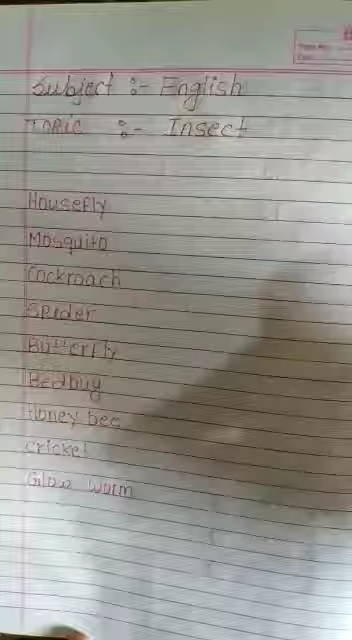 Subject :- English
Topic :- Insect
Housefly
Mosquito
Cockroach
Spider
Butterfly
Bedbug
Honey bee
cricket
Glow worm